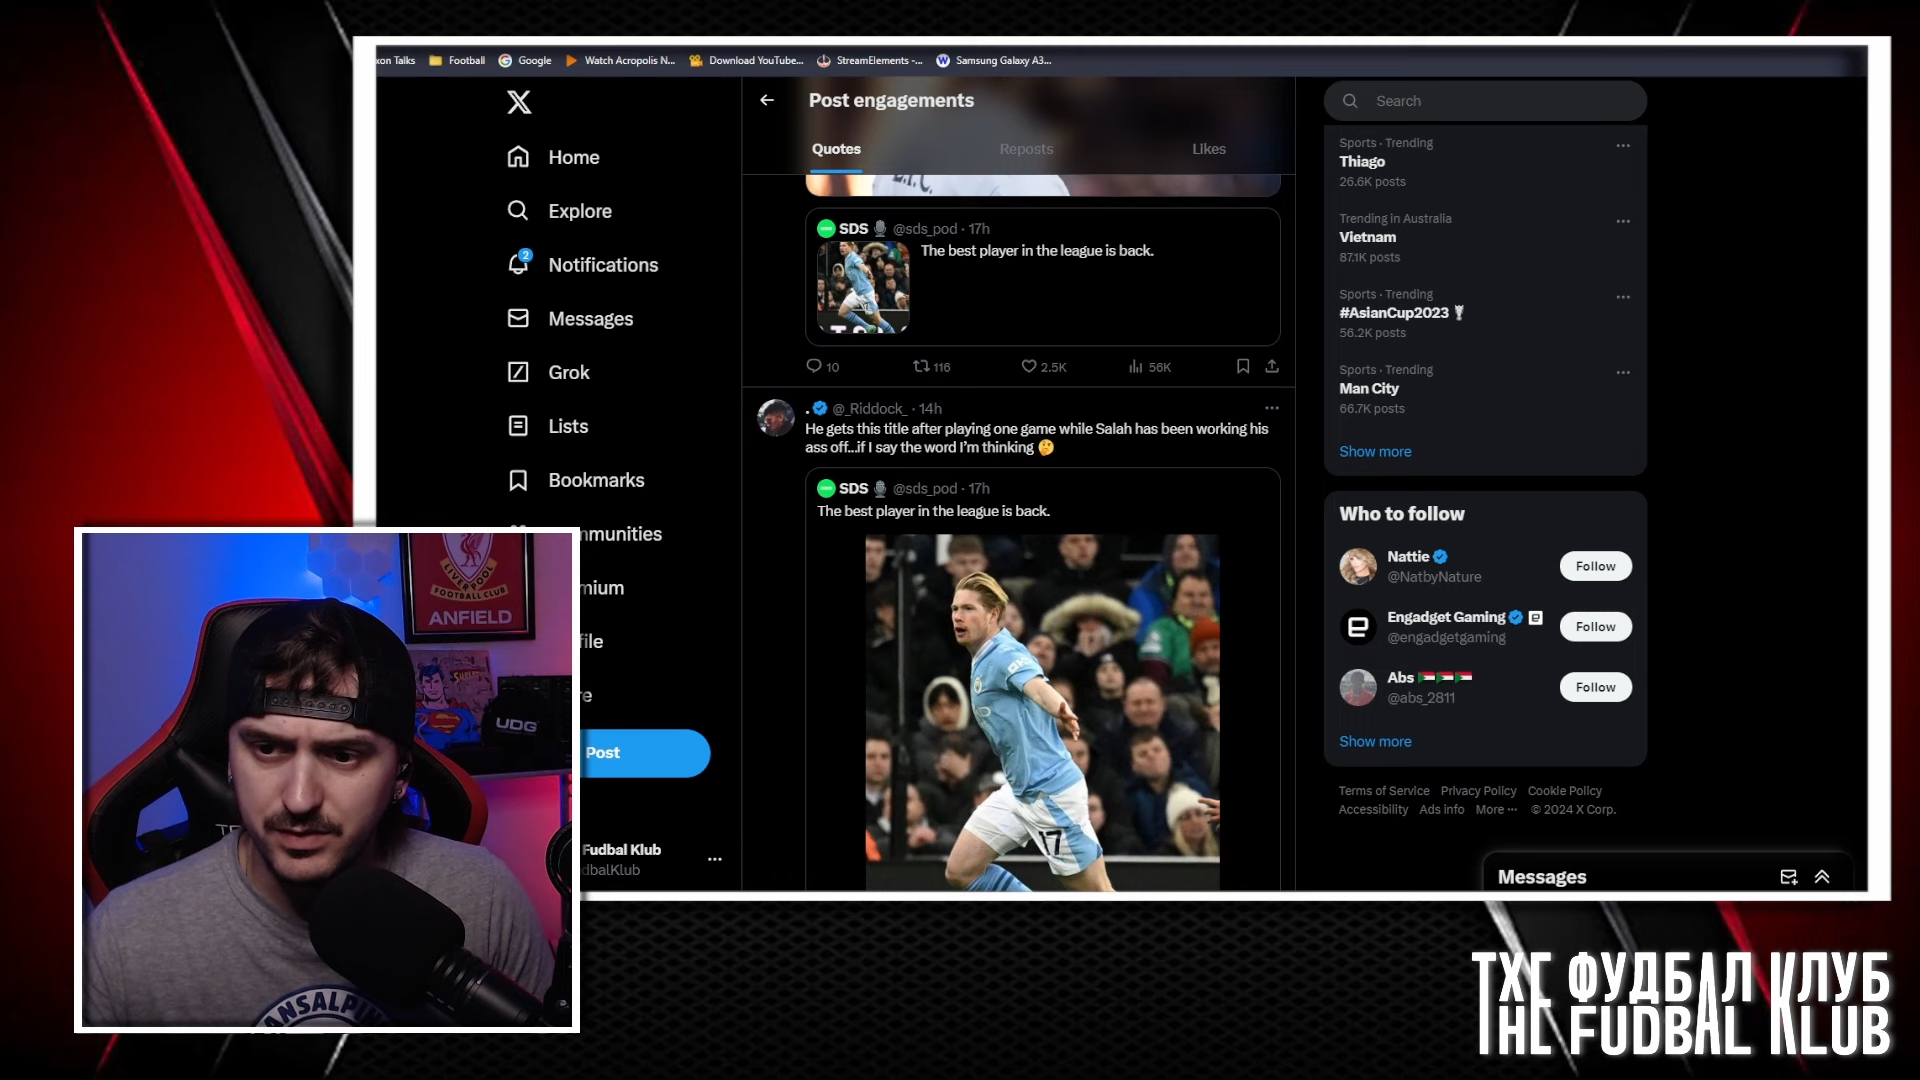 xon Talks
Football
Google
Watch Acropolis N...
Download YouTube...
StreamElements -...
Samsung Galaxy A3...
Home
Explore
2
Notifications
Messages
Grok
Lists
Bookmarks
mmunities
mium
file
re
Post
Fudbal Klub
dbalKlub
Post engagements
Quotes
Reposts
Likes
SDS @sds_pod · 17h
The best player in the league is back.
10
116
2.5K
56K
. @_Riddock_ · 14h
He gets this title after playing one game while Salah has been working his
ass off...if I say the word I'm thinking 🤔
SDS @sds_pod · 17h
The best player in the league is back.
17
Search
Sports · Trending
Thiago
26.6K posts
Trending in Australia
Vietnam
87.1K posts
Sports · Trending
#AsianCup2023
56.2K posts
Sports · Trending
Man City
66.7K posts
Show more
Who to follow
Nattie
@NatbyNature
Follow
Engadget Gaming
@engadgetgaming
Follow
Abs
@abs_2811
Follow
Show more
Terms of Service Privacy Policy Cookie Policy
Accessibility Ads info More ··· © 2024 X Corp.
Messages
LIVERPOOL
FOOTBALL CLUB
ANFIELD
SUPERMAN
UDG
ANSALPI
ТХЕ ФУДБАЛ КЛУБ
THE FUDBAL KLUB